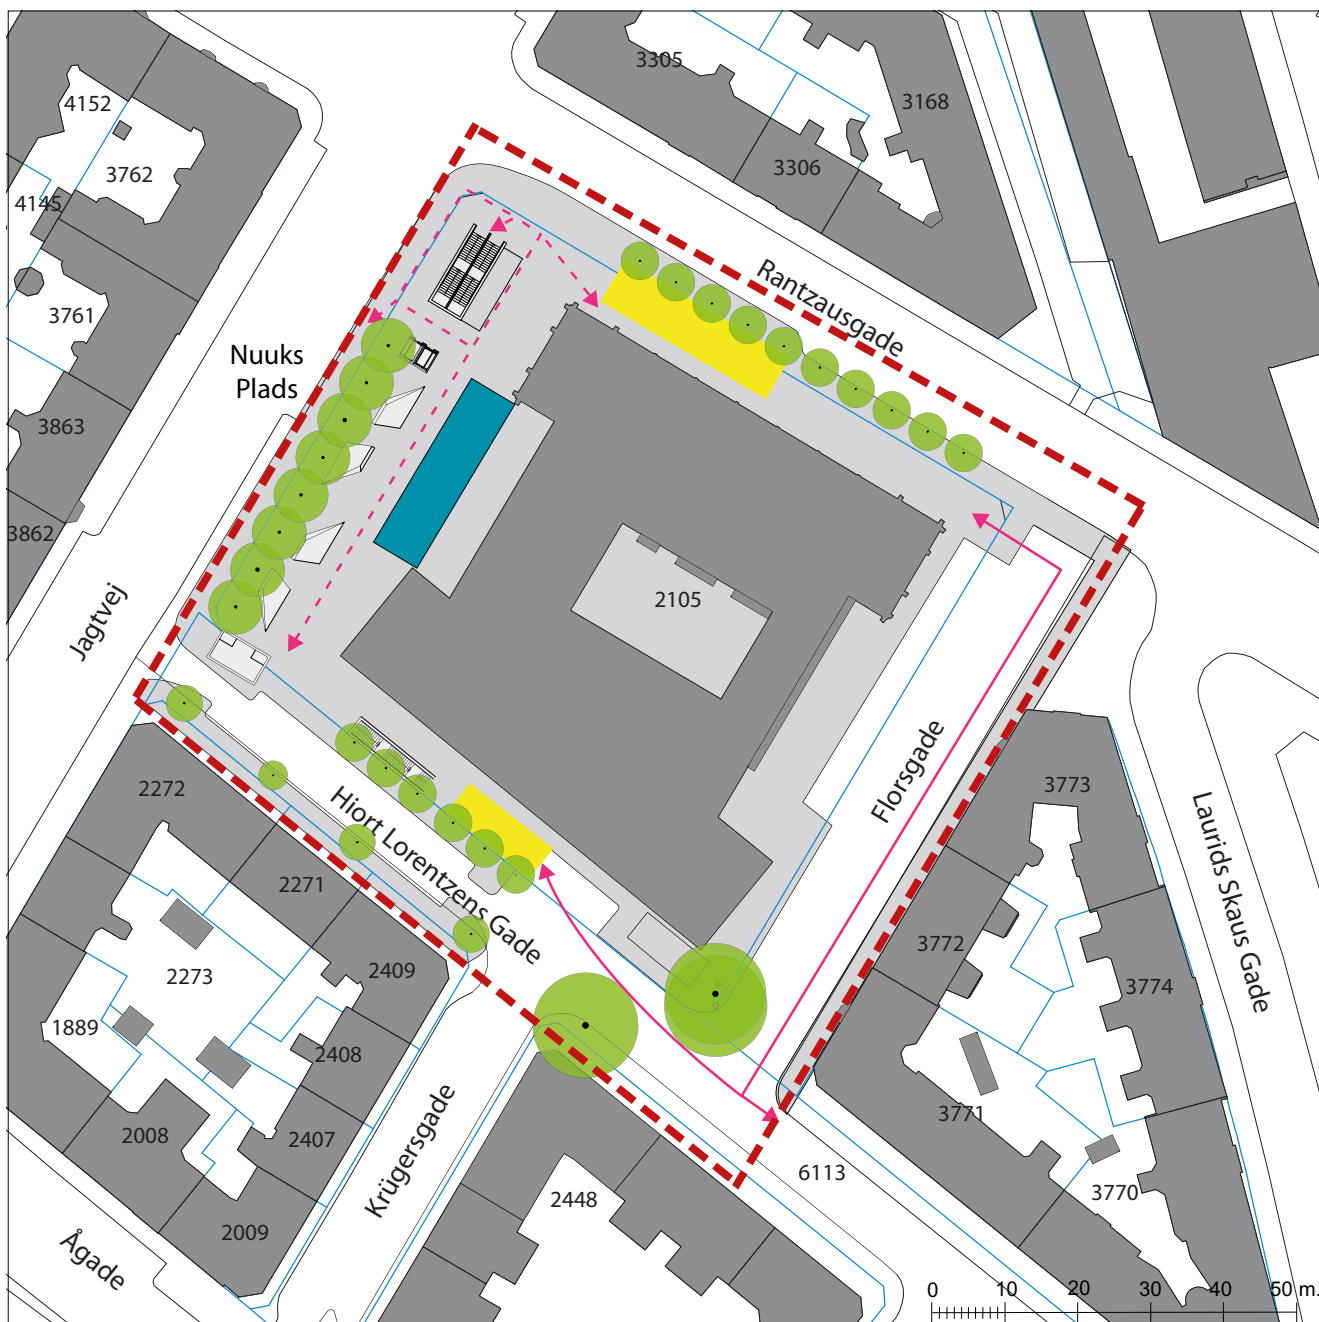 3305
4152
3168
3762
3306
4145
Rantzausgade
3761
Nuuks
Plads
3863
3862
2105
Jagtvej
Florsgade
2272
3773
Hiort Lorentzens Gade
Laurids Skaus Gade
2271
3772
2409
2273
3774
1889
2408
3771
2008
2407
Krügersgade
6113
2448
3770
2009
Ågade
0 10 20 30 40 50 m.